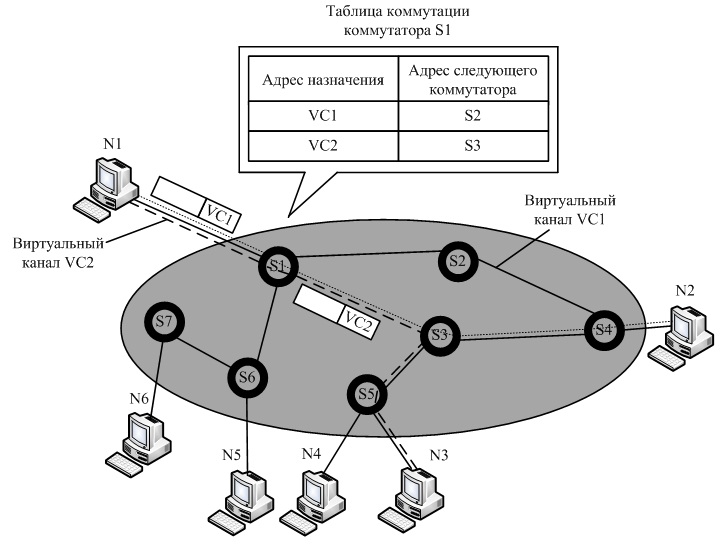 Таблица коммутации
коммутатора S1
Адрес назначения
Адрес следующего
коммутатора
VC1
S2
VC2
S3
N1
VC1
Виртуальный
канал VC2
Виртуальный
канал VC1
S1
S2
VC2
N2
S7
S3
S4
S6
S5
N6
N5
N4
N3